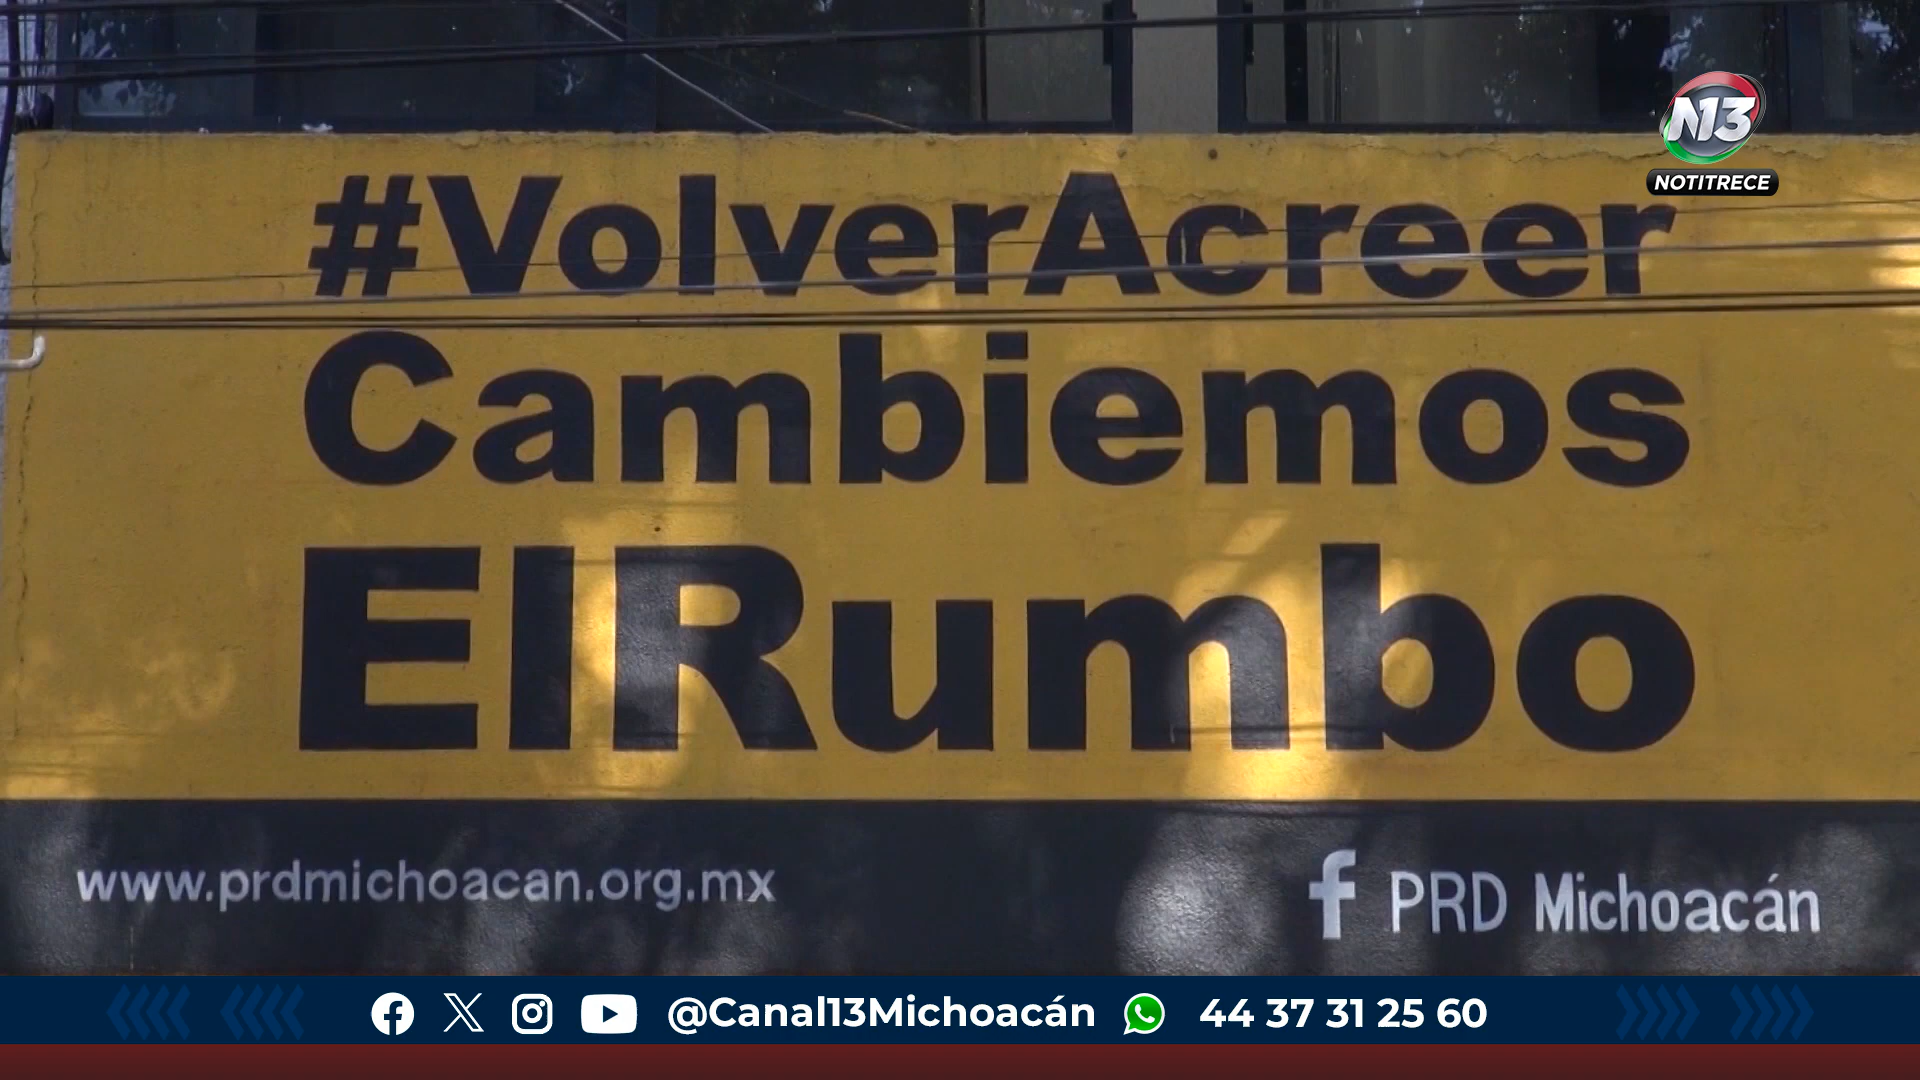 N13
NOTITRECE
#VolverAcreer
Cambiemos
ElRumbo
www.prdmichoacan.org.mx
f PRD Michoacán
@Canal13Michoacán 44 37 31 25 60